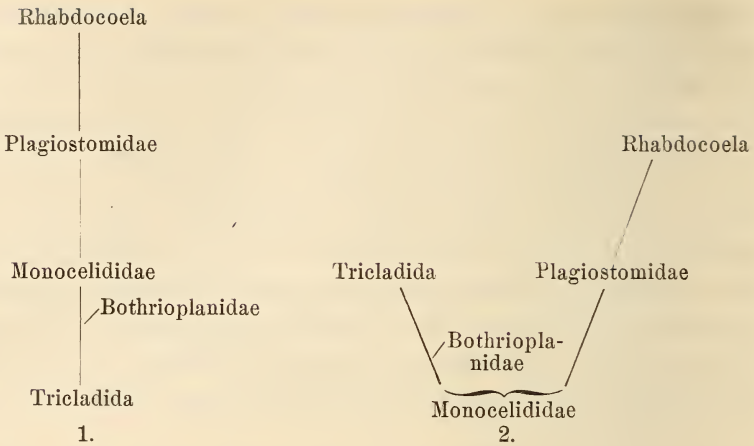 Rhabdocoela
Plagiostomidae
Monocelididae
Bothrioplanidae
Tricladida
1.
Rhabdocoela
Tricladida
Plagiostomidae
Bothriopla-
nidae
Monocelididae
2.